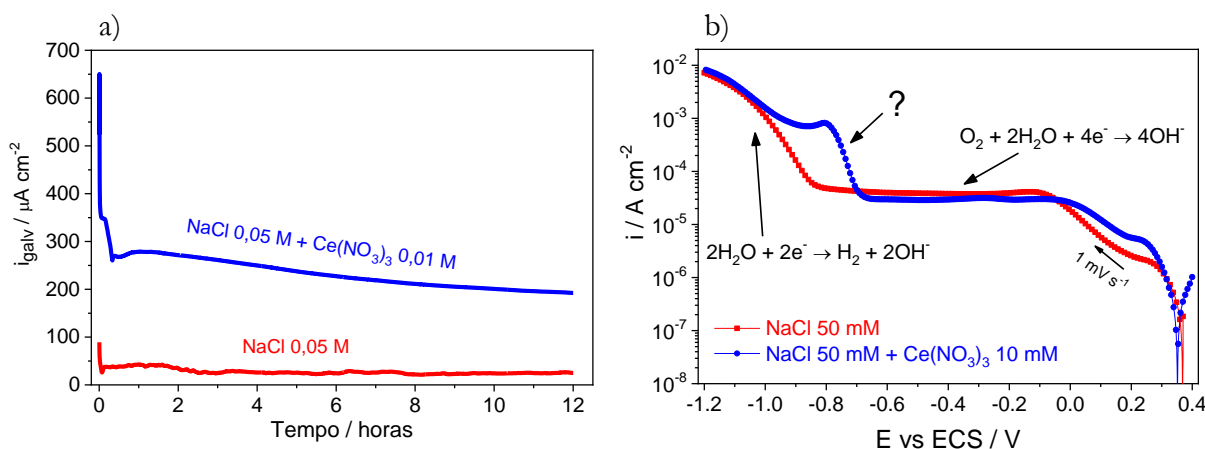 a)
700
600
500
400
300
200
100
0
i_galv / µA cm⁻²
NaCl 0,05 M + Ce(NO₃)₃ 0,01 M
NaCl 0,05 M
0 2 4 6 8 10 12
Tempo / horas
b)
10⁻²
10⁻³
10⁻⁴
10⁻⁵
10⁻⁶
10⁻⁷
10⁻⁸
i / A cm⁻²
?
O₂ + 2H₂O + 4e⁻ → 4OH⁻
2H₂O + 2e⁻ → H₂ + 2OH⁻
1 mV s⁻¹
NaCl 50 mM
NaCl 50 mM + Ce(NO₃)₃ 10 mM
-1.2 -1.0 -0.8 -0.6 -0.4 -0.2 0.0 0.2 0.4
E vs ECS / V